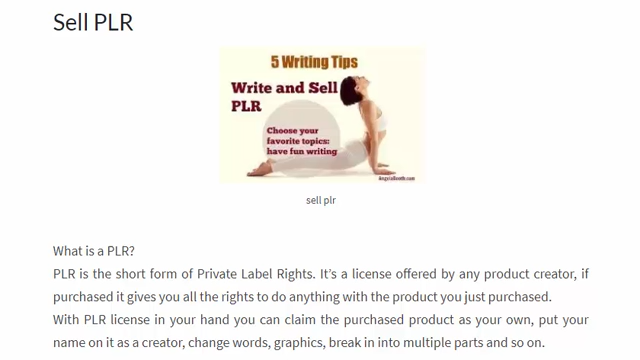 Sell PLR
5 Writing Tips
Write and Sell
PLR
Choose your
favorite topics:
have fun writing
AngelaBooth.com
sell plr
What is a PLR?
PLR is the short form of Private Label Rights. It's a license offered by any product creator, if
purchased it gives you all the rights to do anything with the product you just purchased.
With PLR license in your hand you can claim the purchased product as your own, put your
name on it as a creator, change words, graphics, break in into multiple parts and so on.